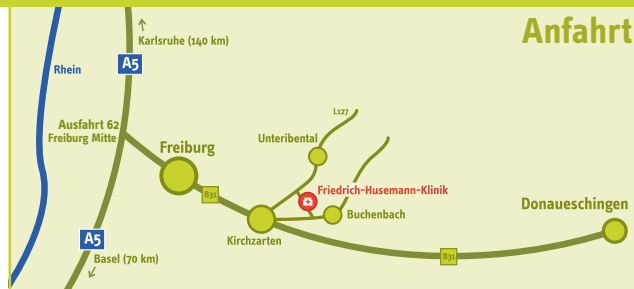 Anfahrt
Karlsruhe (140 km)
A5
Rhein
L127
Ausfahrt 62
Freiburg Mitte
Unteribental
Freiburg
Friedrich-Husemann-Klinik
B31
Donaueschingen
Buchenbach
Kirchzarten
A5
B31
Basel (70 km)